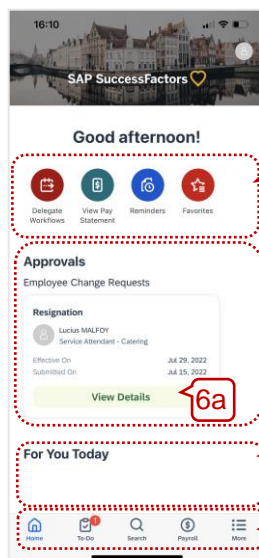 16:10
SAP SuccessFactors
Good afternoon!
Delegate Workflows
View Pay Statement
Reminders
Favorites
Approvals
Employee Change Requests
Resignation
Lucius MALFOY
Service Attendant - Catering
Effective On Jul 29, 2022
Submitted On Jul 15, 2022
View Details
6a
For You Today
1
Home To-Do Search Payroll More